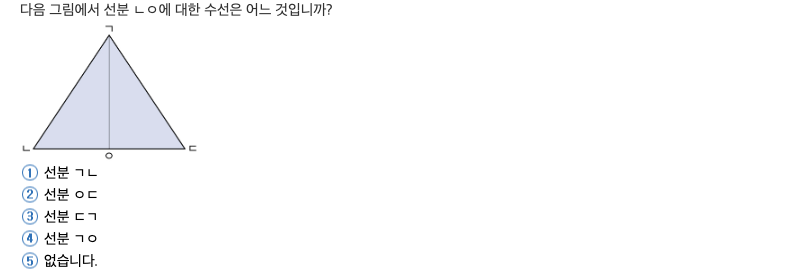 다음 그림에서 선분 ㄴㅇ에 대한 수선은 어느 것입니까?
ㄱ
ㄴ
ㄷ
ㅇ
① 선분 ㄱㄴ
② 선분 ㅇㄷ
③ 선분 ㄷㄱ
④ 선분 ㄱㅇ
⑤ 없습니다.